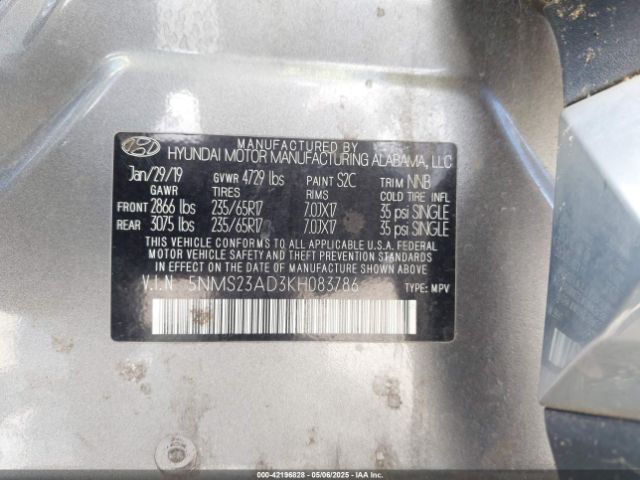 MANUFACTURED BY
HYUNDAI MOTOR MANUFACTURING ALABAMA, LLC
Jan/29/19 GVWR 4729 lbs PAINT S2C TRIM NNB
GAWR TIRES RIMS COLD TIRE INFL
FRONT 2866 lbs 235/65R17 7.0JX17 35 psi SINGLE
REAR 3075 lbs 235/65R17 7.0JX17 35 psi SINGLE
THIS VEHICLE CONFORMS TO ALL APPLICABLE U.S.A. FEDERAL
MOTOR VEHICLE SAFETY AND THEFT PREVENTION STANDARDS
IN EFFECT ON THE DATE OF MANUFACTURE SHOWN ABOVE.
V.I.N 5NMS23AD3KH083786 TYPE: MPV
000-42196828 - 05/06/2025 - IAAI.COM